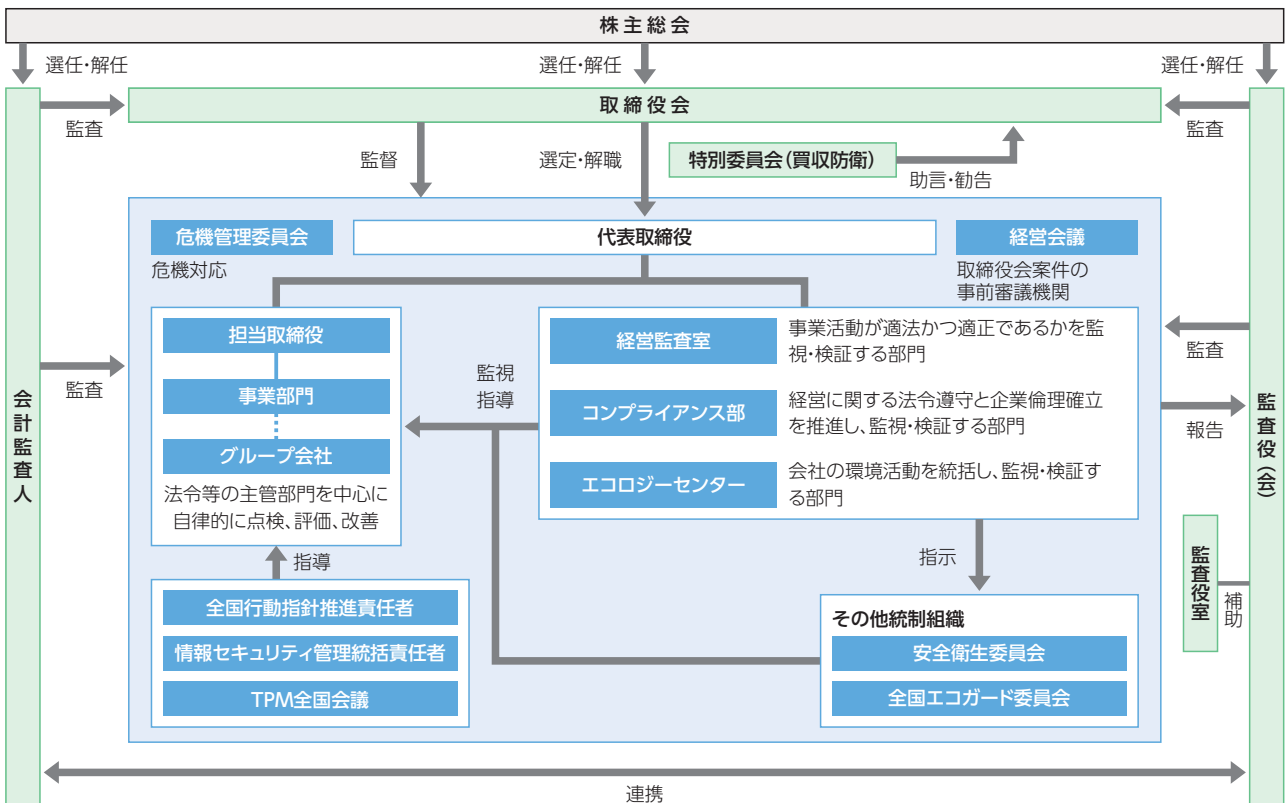 株主総会
選任・解任
選任・解任
選任・解任
取締役会
監査
監査
監督
選定・解職
特別委員会(買収防衛)
助言・勧告
危機管理委員会
危機対応
代表取締役
経営会議
取締役会案件の
事前審議機関
担当取締役
事業部門
グループ会社
法令等の主管部門を中心に
自律的に点検、評価、改善
監視
指導
経営監査室
事業活動が適法かつ適正であるかを監
視・検証する部門
コンプライアンス部
経営に関する法令遵守と企業倫理確立
を推進し、監視・検証する部門
エコロジーセンター
会社の環境活動を統括し、監視・検証す
る部門
監査
監査
報告
会計監査人
監査役(会)
監査役室
補助
指導
指示
全国行動指針推進責任者
情報セキュリティ管理統括責任者
TPM全国会議
その他統制組織
安全衛生委員会
全国エコガード委員会
連携